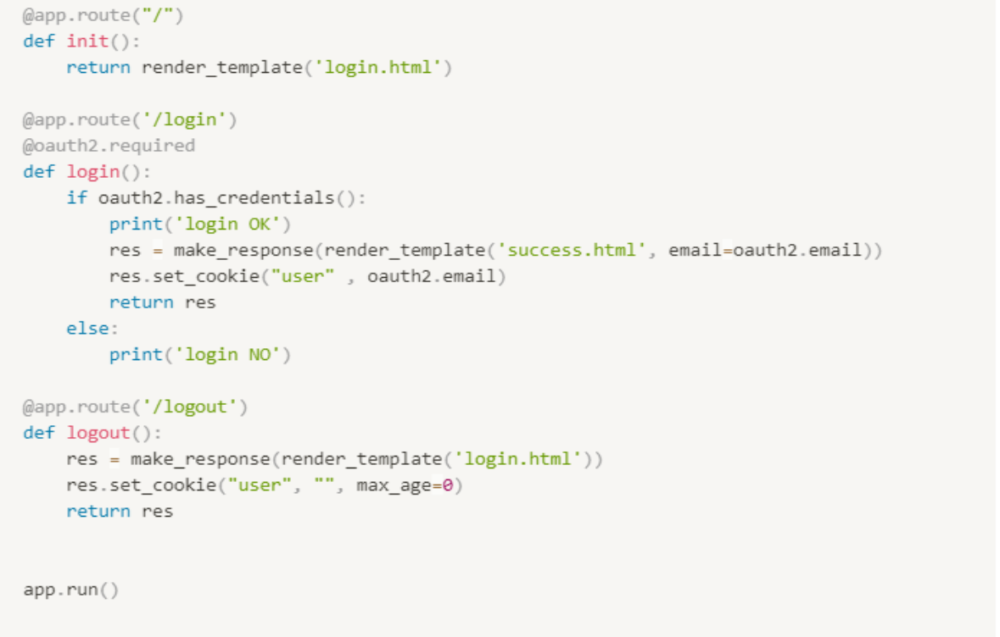 @app.route("/")
def init():
    return render_template('login.html')

@app.route('/login')
@oauth2.required
def login():
    if oauth2.has_credentials():
        print('login OK')
        res = make_response(render_template('success.html', email=oauth2.email))
        res.set_cookie("user" , oauth2.email)
        return res
    else:
        print('login NO')

@app.route('/logout')
def logout():
    res = make_response(render_template('login.html'))
    res.set_cookie("user", "", max_age=0)
    return res


app.run()